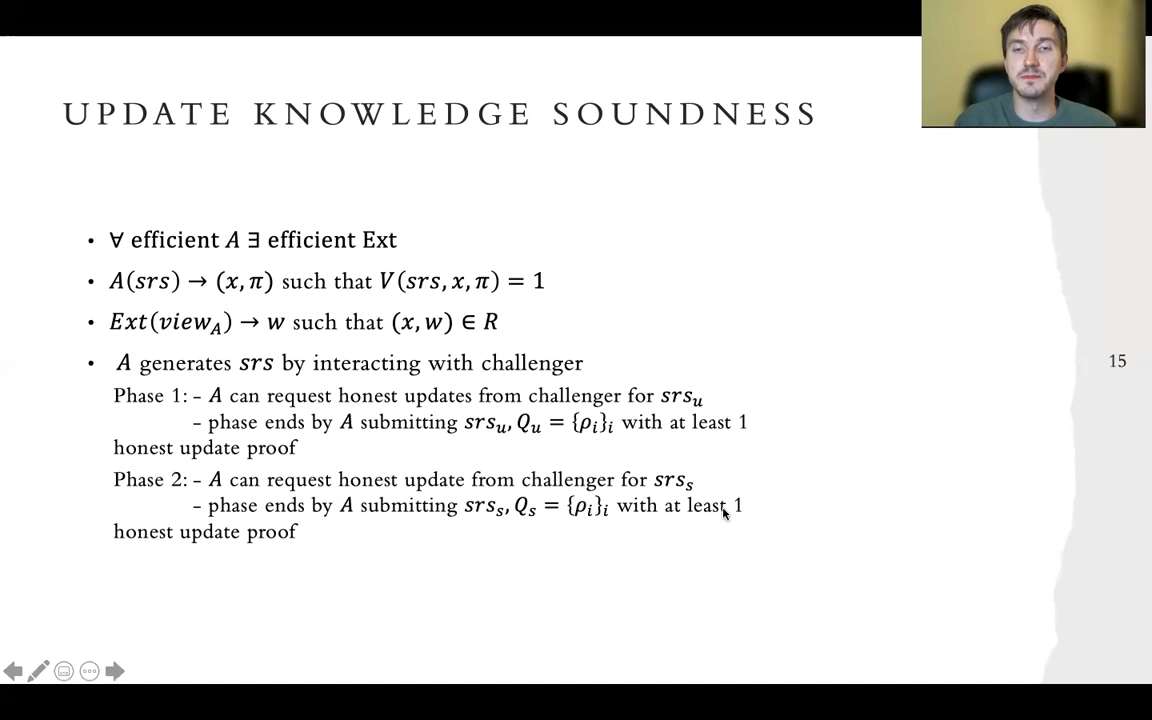 UPDATE KNOWLEDGE SOUNDNESS
• ∀ efficient A ∃ efficient Ext
• A(srs) → (x, π) such that V(srs, x, π) = 1
• Ext(view_A) → w such that (x, w) ∈ R
• A generates srs by interacting with challenger
15
Phase 1: – A can request honest updates from challenger for srs_u
– phase ends by A submitting srs_u, Q_u = {ρ_i}_i with at least 1
honest update proof
Phase 2: – A can request honest update from challenger for srs_s
– phase ends by A submitting srs_s, Q_s = {ρ_i}_i with at least 1
honest update proof